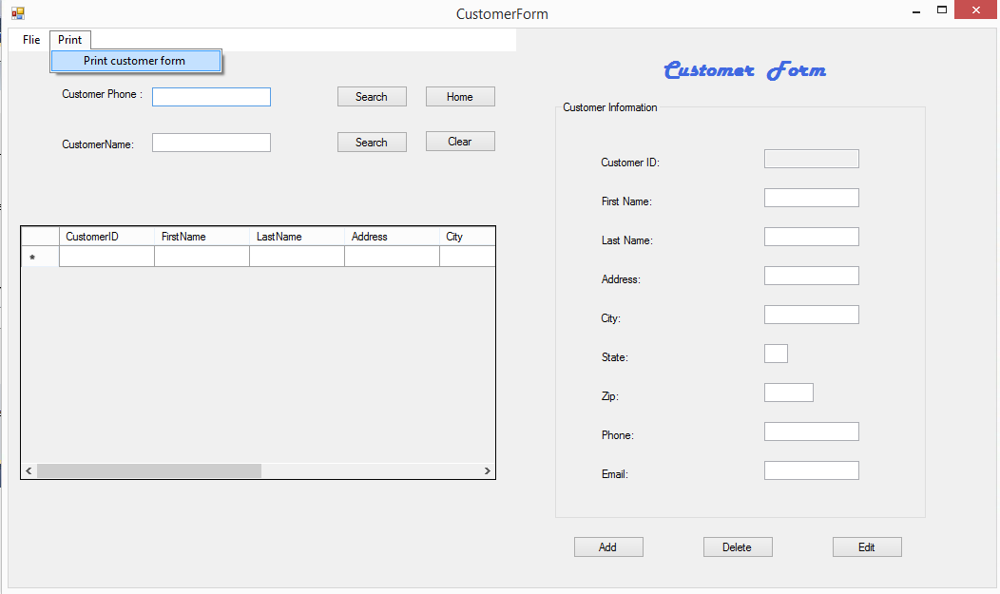 CustomerForm
Flie Print
Print customer form
Customer Form
Customer Phone : Search Home
CustomerName: Search Clear
CustomerID FirstName LastName Address City
*
Customer Information
Customer ID:
First Name:
Last Name:
Address:
City:
State:
Zip:
Phone:
Email:
Add Delete Edit